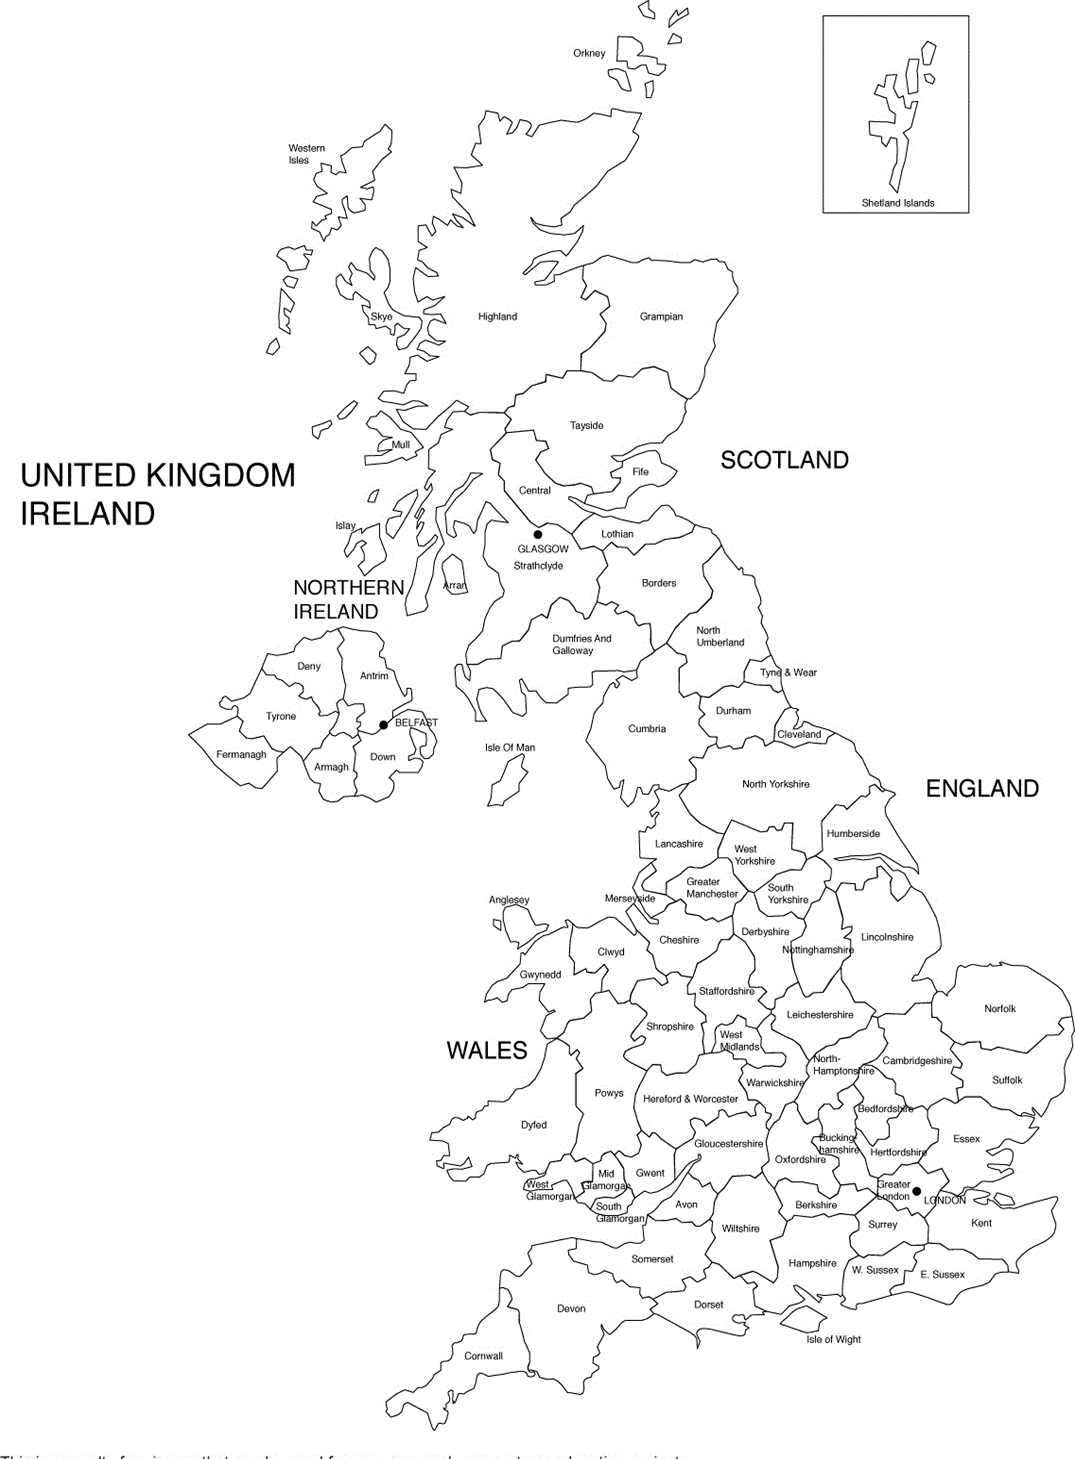 Orkney
Western
Isles
Shetland Islands
Skye
Highland
Grampian
Tayside
Mull
UNITED KINGDOM
IRELAND
SCOTLAND
Fife
Central
Islay
Lothian
GLASGOW
Strathclyde
NORTHERN
IRELAND
Arran
Borders
Dumfries And
Galloway
North
Umberland
Deny
Antrim
Tyne & Wear
Tyrone
BELFAST
Durham
Cumbria
Cleveland
Fermanagh
Armagh
Down
Isle Of Man
North Yorkshire
ENGLAND
Humberside
Lancashire
West
Yorkshire
Greater
Manchester
South
Yorkshire
Anglesey
Merseyside
Cheshire
Derbyshire
Nottinghamshire
Lincolnshire
Clwyd
Gwynedd
Staffordshire
Shropshire
Leichestershire
Norfolk
West
Midlands
WALES
North-
Hamptonshire
Cambridgeshire
Suffolk
Powys
Hereford & Worcester
Warwickshire
Bedfordshire
Dyfed
Gloucestershire
Bucking
hamshire
Hertfordshire
Essex
Oxfordshire
West
Glamorgan
Mid
Glamorgan
Gwent
South
Glamorgan
Avon
Berkshire
Greater
London
LONDON
Wiltshire
Surrey
Kent
Somerset
Hampshire
W. Sussex
E. Sussex
Devon
Dorset
Isle of Wight
Cornwall